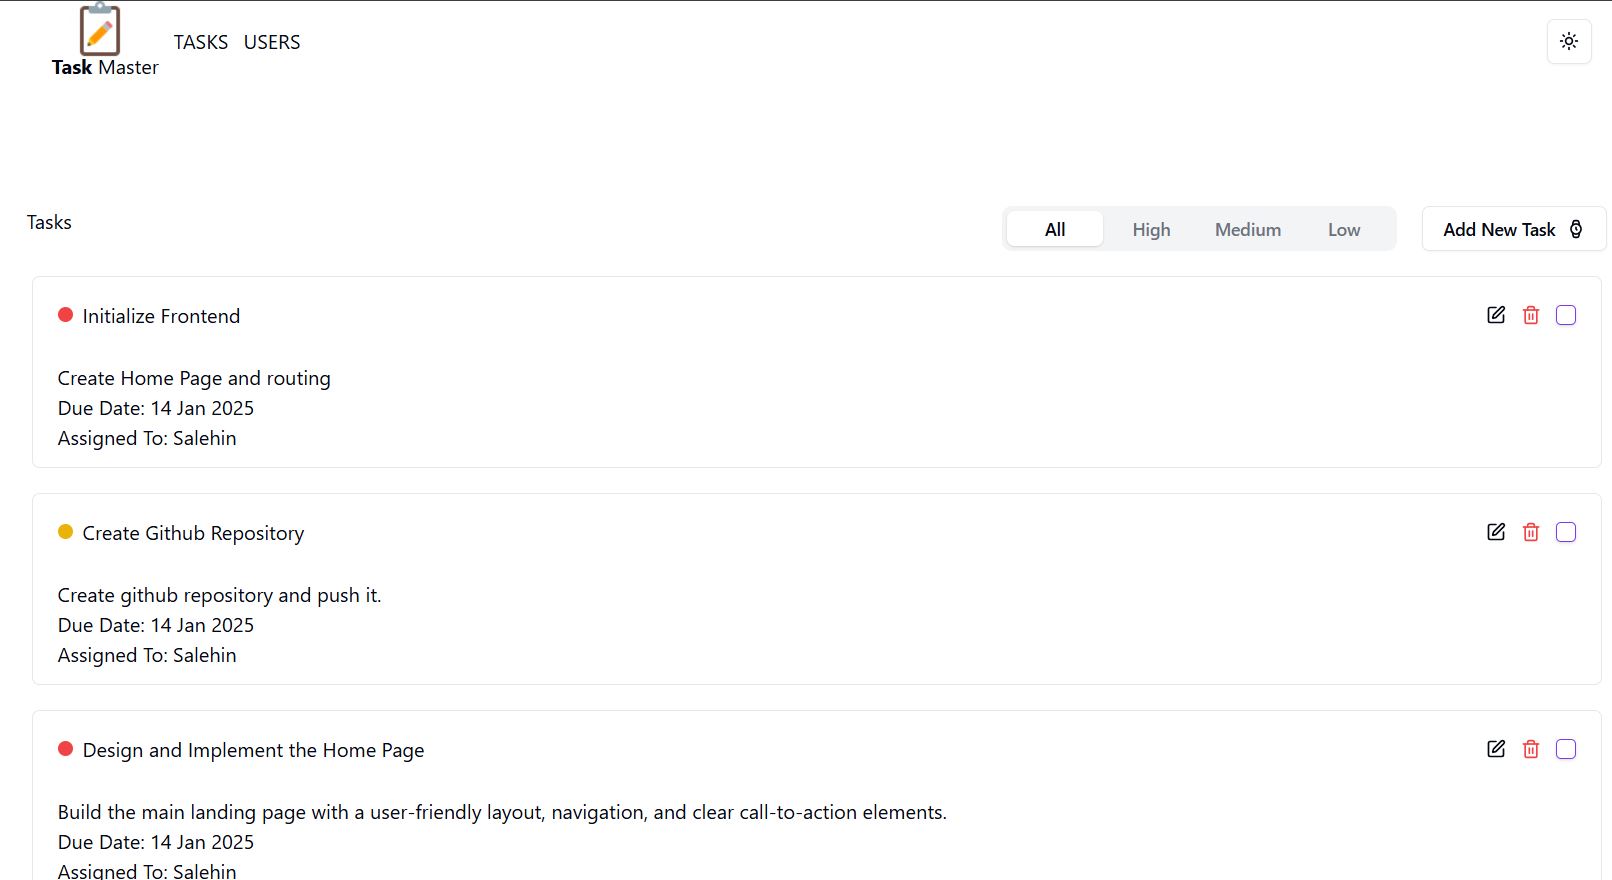 Task Master
TASKS USERS
Tasks
All High Medium Low
Add New Task
Initialize Frontend
Create Home Page and routing
Due Date: 14 Jan 2025
Assigned To: Salehin
Create Github Repository
Create github repository and push it.
Due Date: 14 Jan 2025
Assigned To: Salehin
Design and Implement the Home Page
Build the main landing page with a user-friendly layout, navigation, and clear call-to-action elements.
Due Date: 14 Jan 2025
Assigned To: Salehin